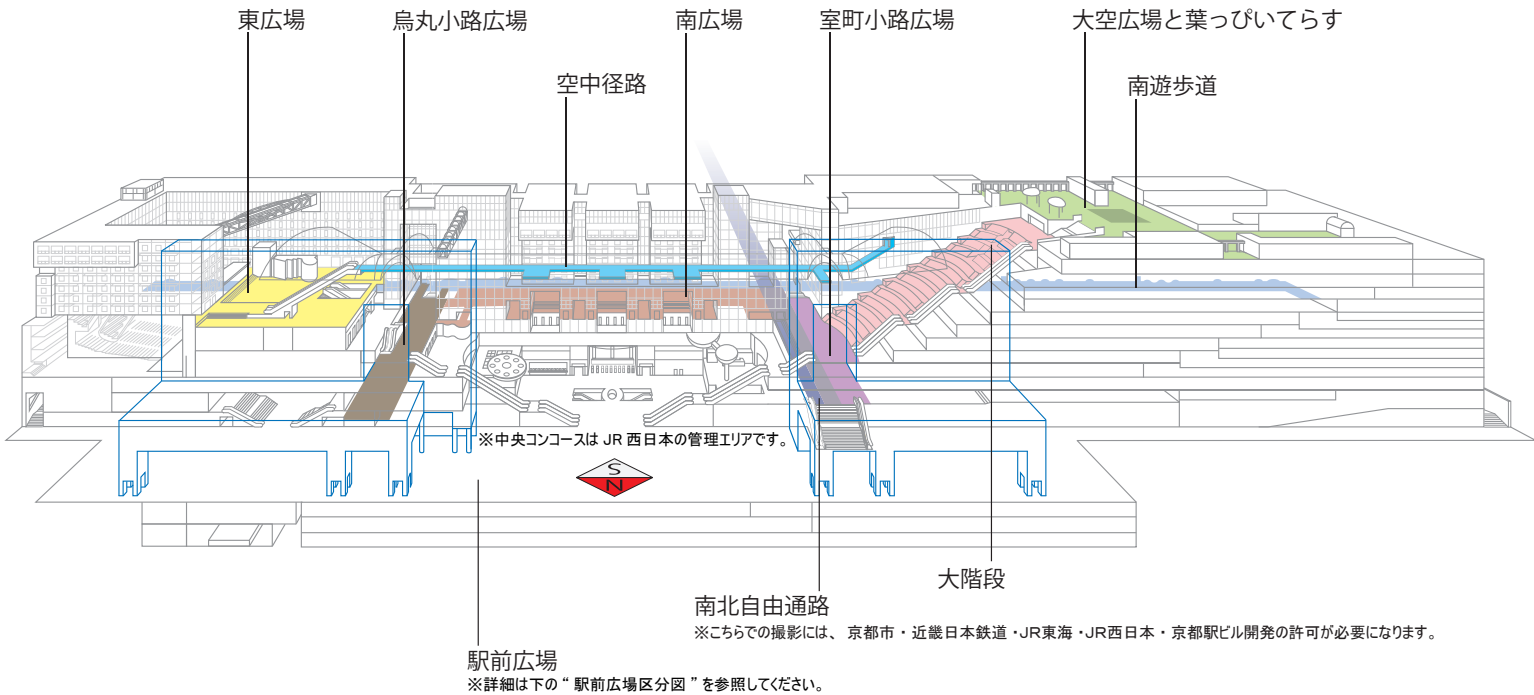 東広場
烏丸小路広場
南広場
室町小路広場
大空広場と葉っぴいてらす
空中径路
南遊歩道
※中央コンコースは JR 西日本の管理エリアです。
S
N
大階段
南北自由通路
※こちらでの撮影には、京都市・近畿日本鉄道・JR東海・JR西日本・京都駅ビル開発の許可が必要になります。
駅前広場
※詳細は下の“駅前広場区分図”を参照してください。